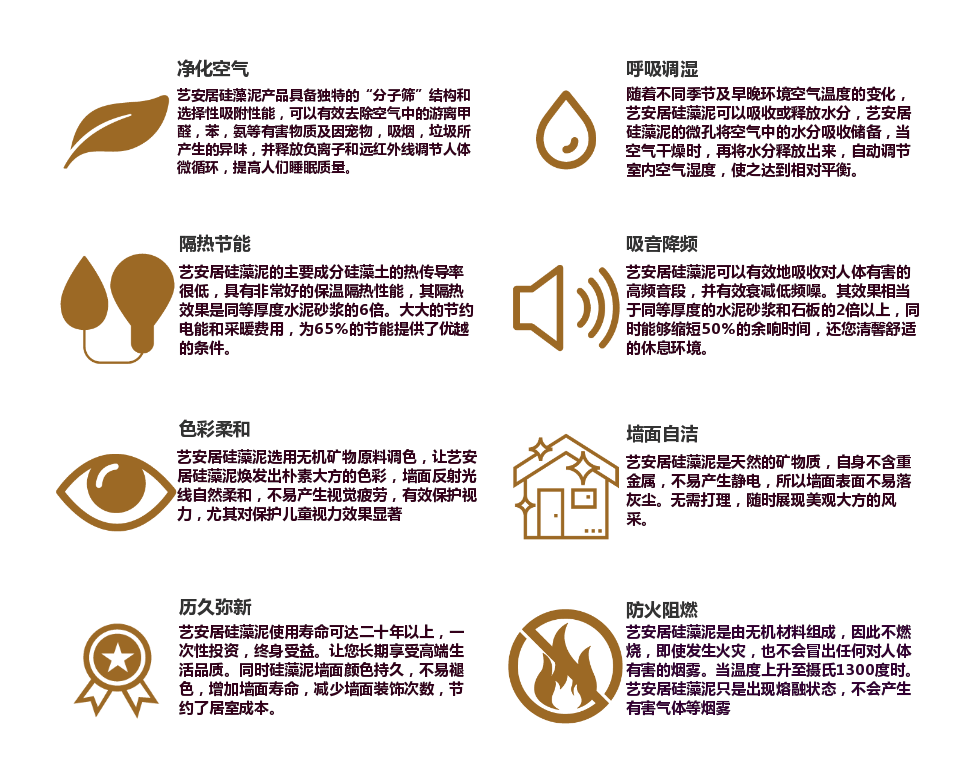 净化空气
艺安居硅藻泥产品具备独特的“分子筛”结构和
选择性吸附性能，可以有效去除空气中的游离甲
醛，苯，氨等有害物质及因宠物，吸烟，垃圾所
产生的异味，并释放负离子和远红外线调节人体
微循环，提高人们睡眠质量。
呼吸调湿
随着不同季节及早晚环境空气温度的变化，
艺安居硅藻泥可以吸收或释放水分，艺安居
硅藻泥的微孔将空气中的水分吸收储备，当
空气干燥时，再将水分释放出来，自动调节
室内空气湿度，使之达到相对平衡。
隔热节能
艺安居硅藻泥的主要成分硅藻土的热传导率
很低，具有非常好的保温隔热性能，其隔热
效果是同等厚度水泥砂浆的6倍。大大的节约
电能和采暖费用，为65%的节能提供了优越
的条件。
吸音降频
艺安居硅藻泥可以有效地吸收对人体有害的
高频音段，并有效衰减低频噪。其效果相当
于同等厚度的水泥砂浆和石板的2倍以上，同
时能够缩短50%的余响时间，还您清馨舒适
的休息环境。
色彩柔和
艺安居硅藻泥选用无机矿物原料调色，让艺安
居硅藻泥焕发出朴素大方的色彩，墙面反射光
线自然柔和，不易产生视觉疲劳，有效保护视
力，尤其对保护儿童视力效果显著
墙面自洁
艺安居硅藻泥是天然的矿物质，自身不含重
金属，不易产生静电，所以墙面表面不易落
灰尘。无需打理，随时展现美观大方的风
采。
历久弥新
艺安居硅藻泥使用寿命可达二十年以上，一
次性投资，终身受益。让您长期享受高端生
活品质。同时硅藻泥墙面颜色持久，不易褪
色，增加墙面寿命，减少墙面装饰次数，节
约了居室成本。
防火阻燃
艺安居硅藻泥是由无机材料组成，因此不燃
烧，即使发生火灾，也不会冒出任何对人体
有害的烟雾。当温度上升至摄氏1300度时。
艺安居硅藻泥只是出现熔融状态，不会产生
有害气体等烟雾